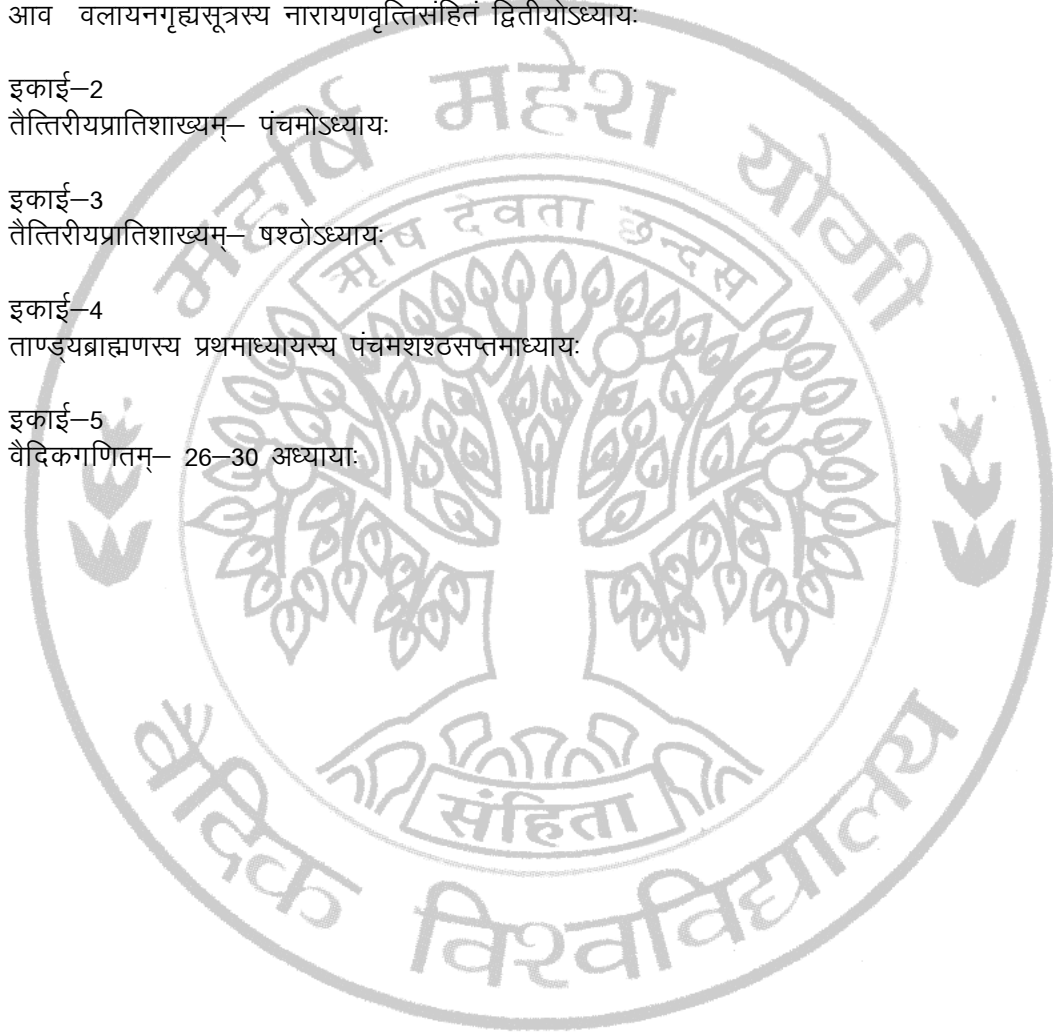 आव वलायनगृह्यसूत्रस्य नारायणवृत्तिसंहितं द्वितीयोऽध्यायः
इकाई–2
तैत्तिरीयप्रातिशाख्यम्– पंचमोऽध्यायः
इकाई–3
तैत्तिरीयप्रातिशाख्यम्– षश्ठोऽध्यायः
इकाई–4
ताण्ड्यब्राह्मणस्य प्रथमाध्यायस्य पंचमशश्ठसप्तमाध्यायः
इकाई–5
वैदिकगणितम्– 26–30 अध्यायाः
महर्षि महेश योगी
ऋषि देवता छन्दस
संहिता
वैदिक विश्वविद्यालय